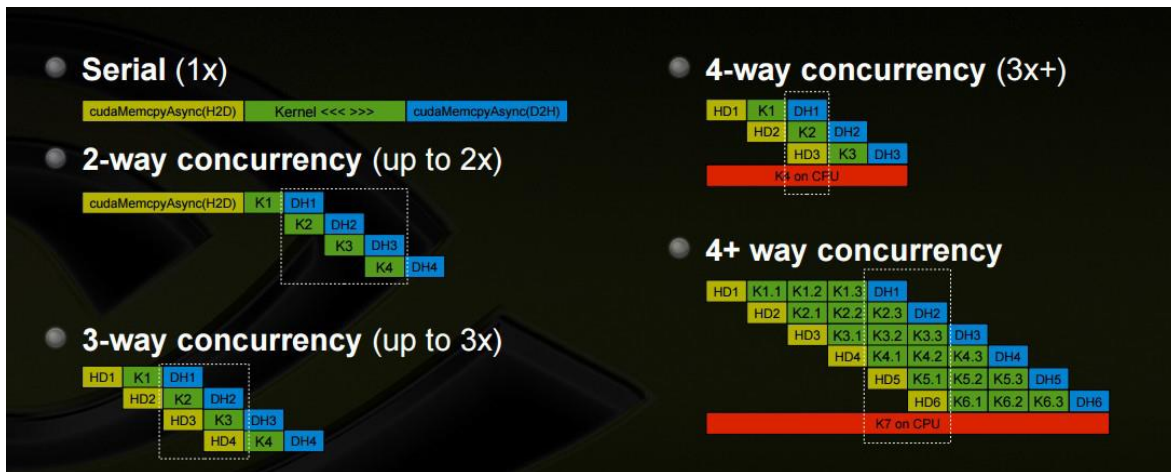 Serial (1x)
cudaMemcpyAsync(H2D) Kernel <<< >>> cudaMemcpyAsync(D2H)
2-way concurrency (up to 2x)
cudaMemcpyAsync(H2D) K1 DH1
K2 DH2
K3 DH3
K4 DH4
3-way concurrency (up to 3x)
HD1 K1 DH1
HD2 K2 DH2
HD3 K3 DH3
HD4 K4 DH4
4-way concurrency (3x+)
HD1 K1 DH1
HD2 K2 DH2
HD3 K3 DH3
K4 on CPU
4+ way concurrency
HD1 K1.1 K1.2 K1.3 DH1
HD2 K2.1 K2.2 K2.3 DH2
HD3 K3.1 K3.2 K3.3 DH3
HD4 K4.1 K4.2 K4.3 DH4
HD5 K5.1 K5.2 K5.3 DH5
HD6 K6.1 K6.2 K6.3 DH6
K7 on CPU